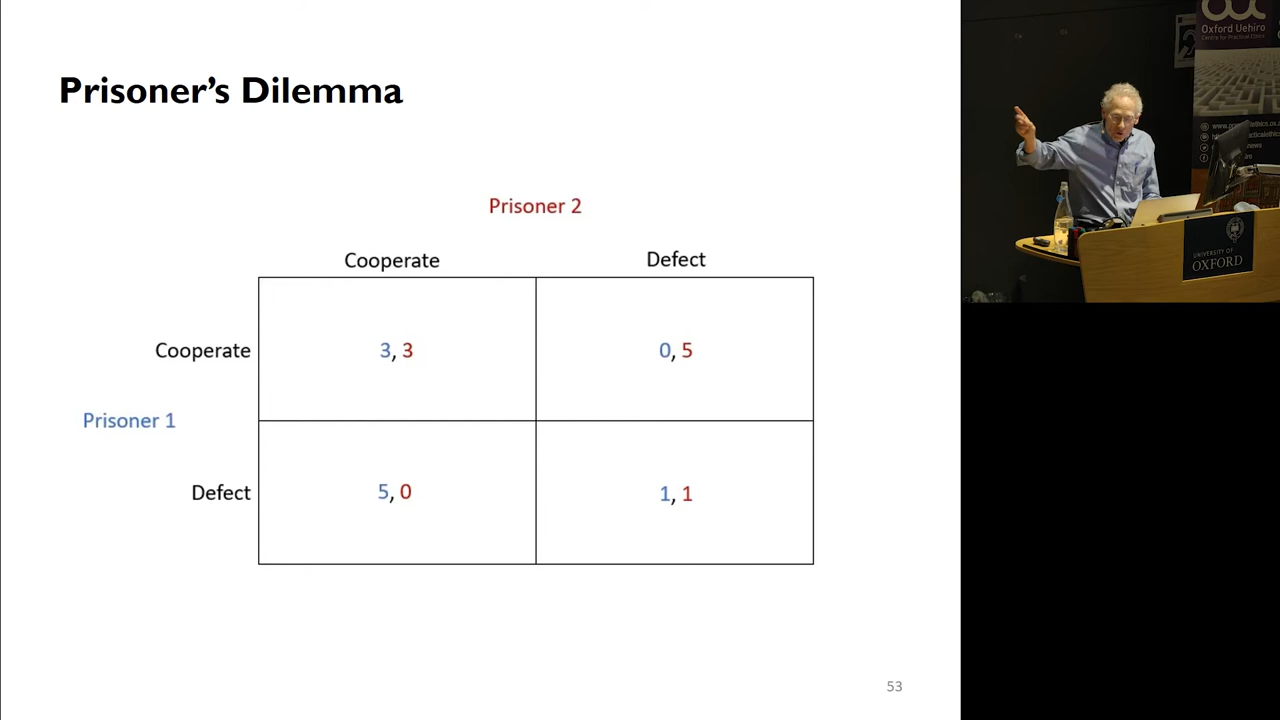 Prisoner's Dilemma
Prisoner 2
Cooperate Defect
Cooperate 3, 3 0, 5
Prisoner 1
Defect 5, 0 1, 1
53
Oxford Uehiro
Centre for Practical Ethics
UNIVERSITY OF
OXFORD